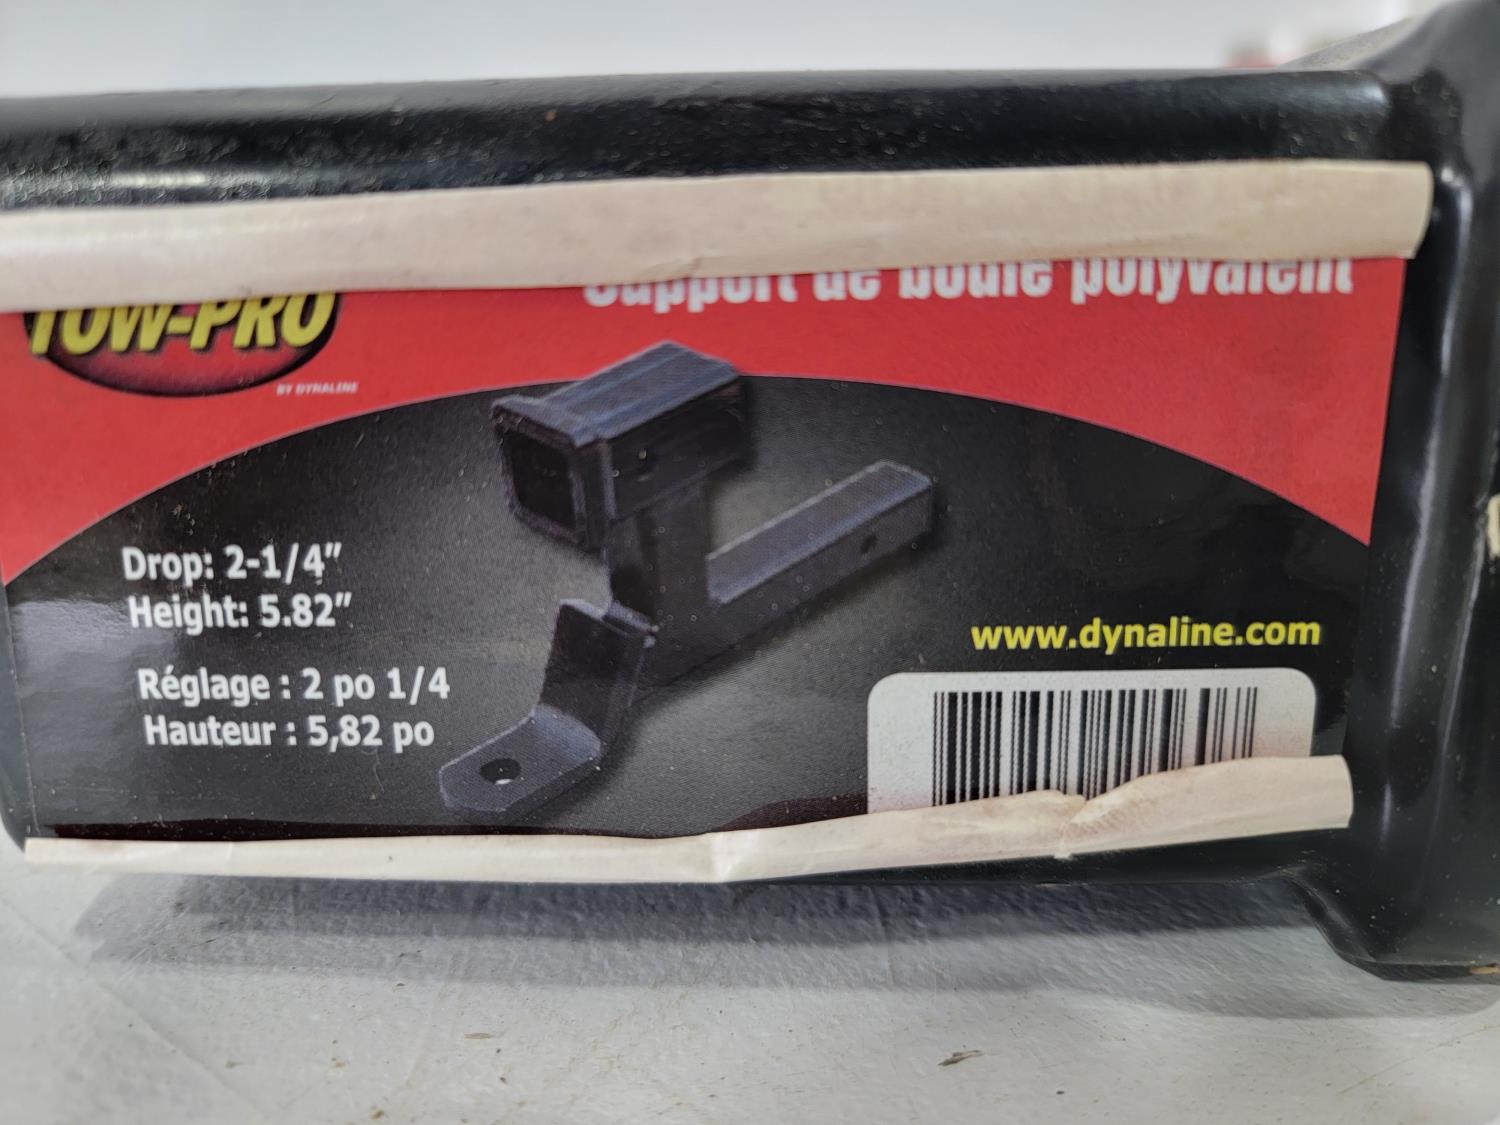 Support de boule polyvalent
TOW-PRO
BY DYNALINE
Drop: 2-1/4"
Height: 5.82"
Réglage : 2 po 1/4
Hauteur : 5,82 po
www.dynaline.com